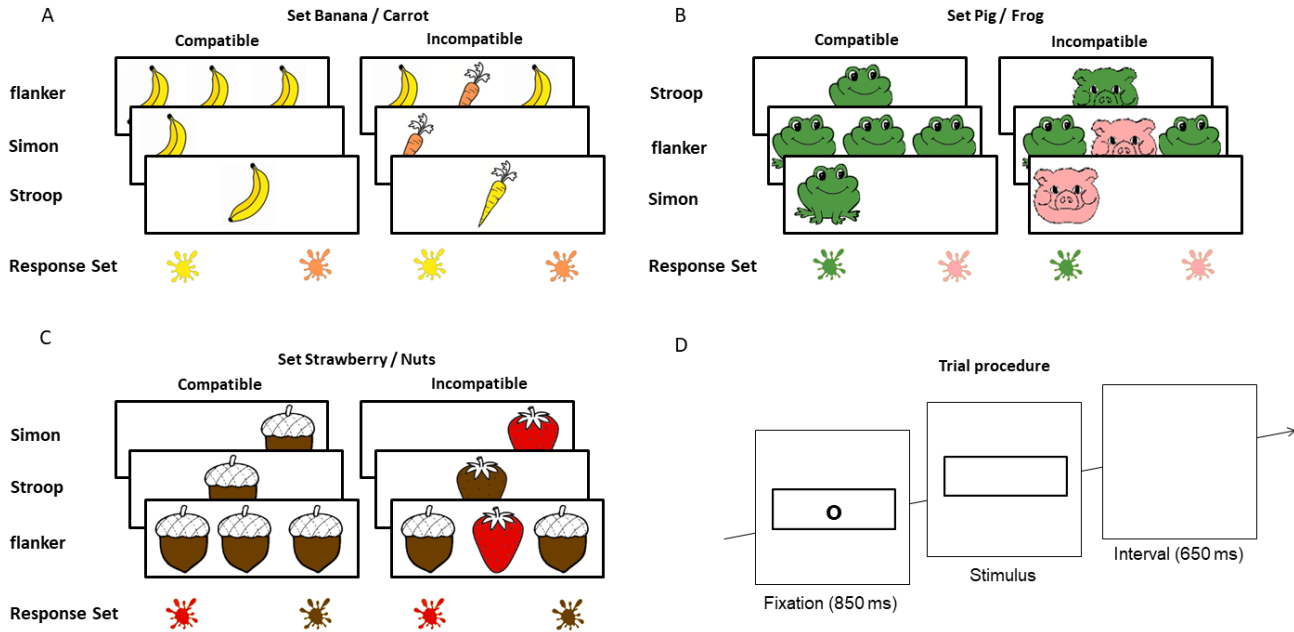 A
Set Banana / Carrot
Compatible
Incompatible
flanker
Simon
Stroop
Response Set
B
Set Pig / Frog
Compatible
Incompatible
Stroop
flanker
Simon
Response Set
C
Set Strawberry / Nuts
Compatible
Incompatible
Simon
Stroop
flanker
Response Set
D
Trial procedure
O
Fixation (850 ms)
Stimulus
Interval (650 ms)